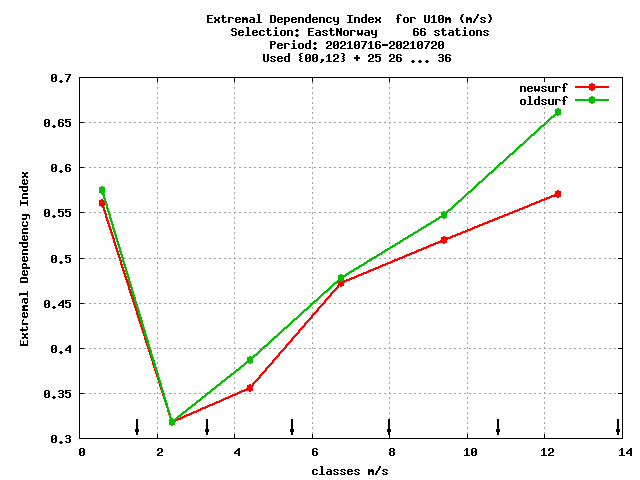 Extremal Dependency Index  for U10m (m/s)
Selection: EastNorway     66 stations
Period: 20210716-20210720
Used {00,12} + 25 26 ... 36
newsurf
oldsurf
0.7
0.65
0.6
0.55
0.5
0.45
0.4
0.35
0.3
Extremal Dependency Index
0 2 4 6 8 10 12 14
classes m/s